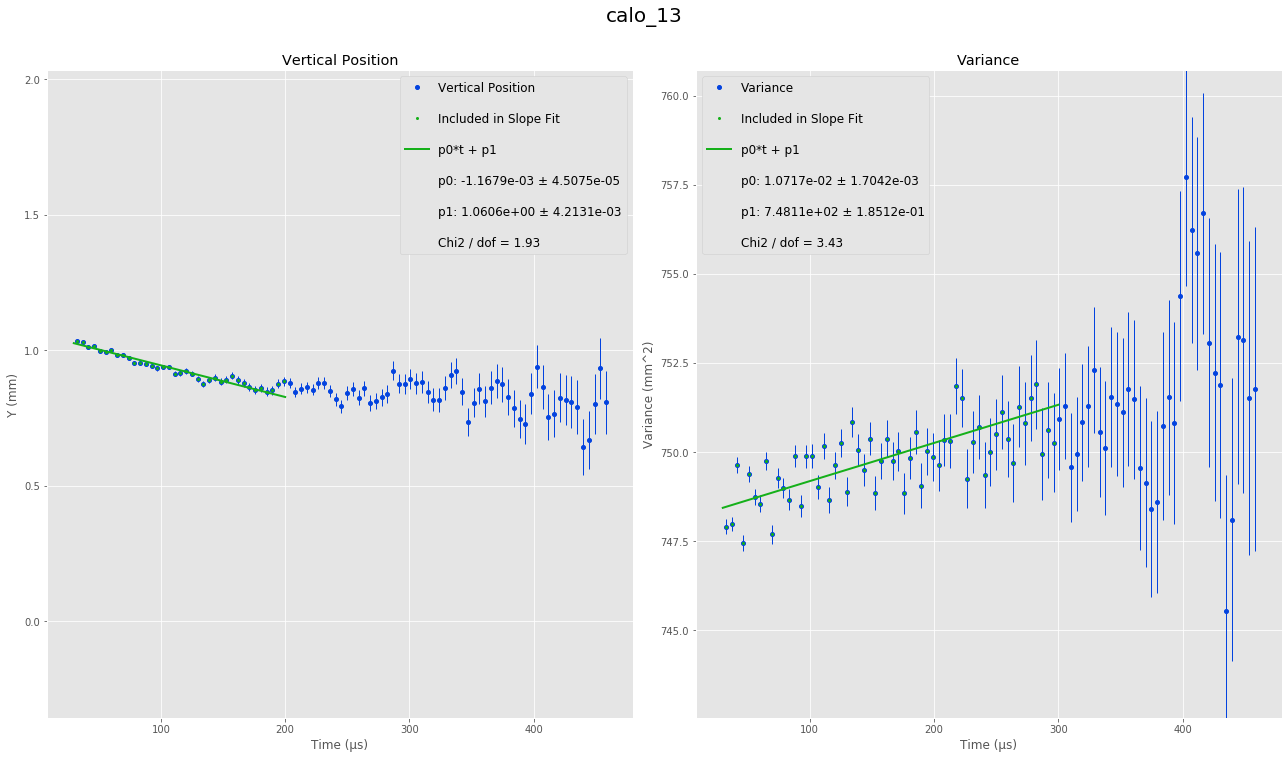 calo_13
Vertical Position
Vertical Position
Included in Slope Fit
p0*t + p1
p0: -1.1679e-03 ± 4.5075e-05
p1: 1.0606e+00 ± 4.2131e-03
Chi2 / dof = 1.93
2.0
1.5
1.0
0.5
0.0
Y (mm)
100
200
300
400
Time (µs)
Variance
Variance
Included in Slope Fit
p0*t + p1
p0: 1.0717e-02 ± 1.7042e-03
p1: 7.4811e+02 ± 1.8512e-01
Chi2 / dof = 3.43
760.0
757.5
755.0
752.5
750.0
747.5
745.0
Variance (mm^2)
100
200
300
400
Time (µs)